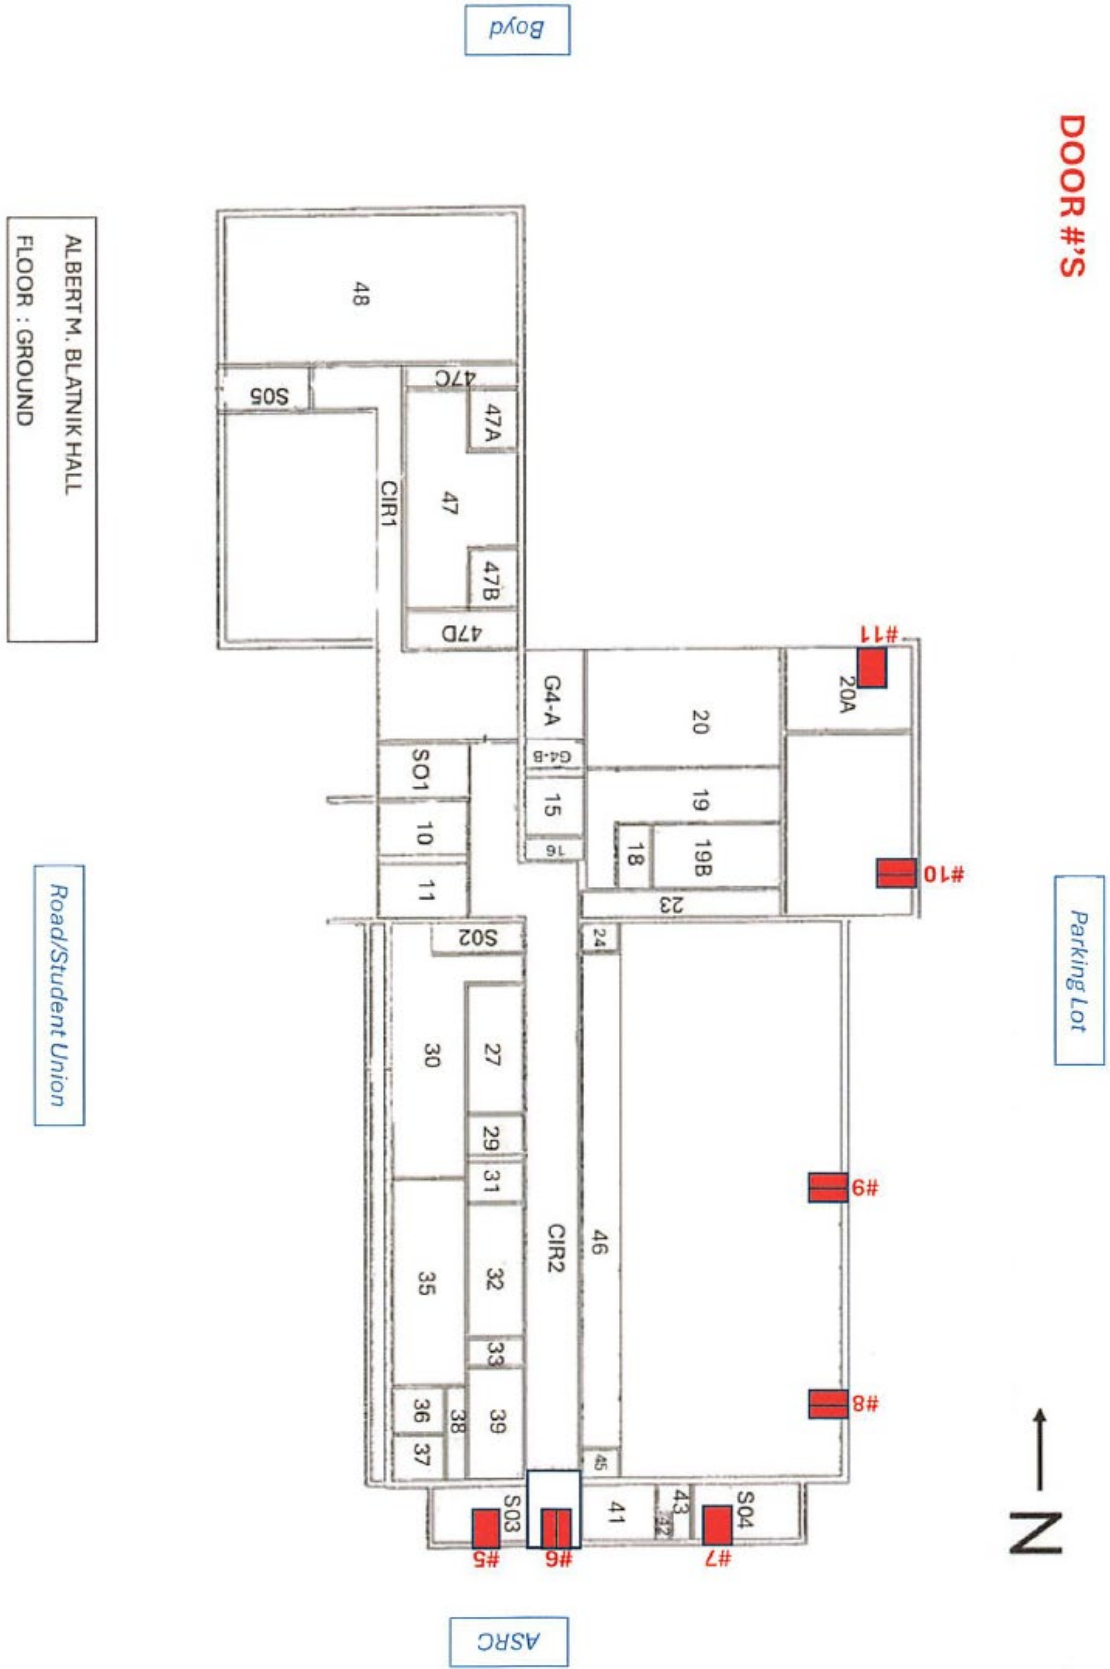 Boyd
DOOR #'S
ALBERT M. BLATNIK HALL
FLOOR : GROUND
48
S05
47C
47A
47
CIR1
47B
47D
#11
20A
G4-A
20
G4-B
SO1
15
19
10
16
18
19B
#10
11
23
S02
24
Parking Lot
Road/Student Union
30
27
29
31
#9
CIR2
46
35
32
33
#8
36
38
39
37
45
N
S03
41
43
42
S04
#5
#6
#7
ASRC